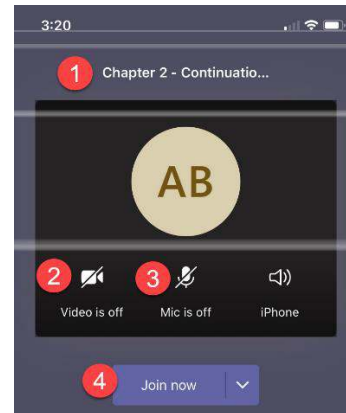 3:20
1 Chapter 2 - Continuatio...
AB
2 3
Video is off Mic is off iPhone
4 Join now